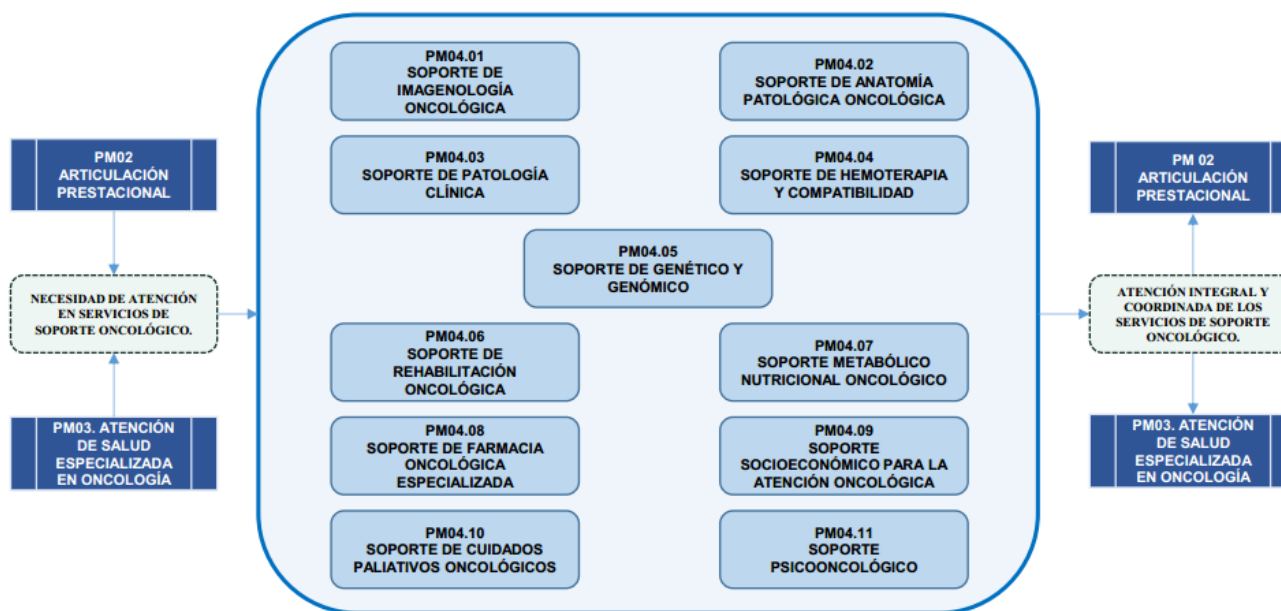 PM02
ARTICULACIÓN
PRESTACIONAL
NECESIDAD DE ATENCIÓN
EN SERVICIOS DE
SOPORTE ONCOLÓGICO.
PM03. ATENCIÓN
DE SALUD
ESPECIALIZADA
EN ONCOLOGÍA
PM04.01
SOPORTE DE
IMAGENOLOGÍA
ONCOLÓGICA
PM04.02
SOPORTE DE ANATOMÍA
PATOLÓGICA ONCOLÓGICA
PM04.03
SOPORTE DE PATOLOGÍA
CLÍNICA
PM04.04
SOPORTE DE HEMOTERAPIA
Y COMPATIBILIDAD
PM04.05
SOPORTE DE GENÉTICO Y
GENÓMICO
PM04.06
SOPORTE DE
REHABILITACIÓN
ONCOLÓGICA
PM04.07
SOPORTE METABÓLICO
NUTRICIONAL ONCOLÓGICO
PM04.08
SOPORTE DE FARMACIA
ONCOLÓGICA
ESPECIALIZADA
PM04.09
SOPORTE
SOCIOECONÓMICO PARA LA
ATENCIÓN ONCOLÓGICA
PM04.10
SOPORTE DE CUIDADOS
PALIATIVOS ONCOLÓGICOS
PM04.11
SOPORTE
PSICOONCOLÓGICO
PM 02
ARTICULACIÓN
PRESTACIONAL
ATENCIÓN INTEGRAL Y
COORDINADA DE LOS
SERVICIOS DE SOPORTE
ONCOLÓGICO.
PM03. ATENCIÓN
DE SALUD
ESPECIALIZADA
EN ONCOLOGÍA